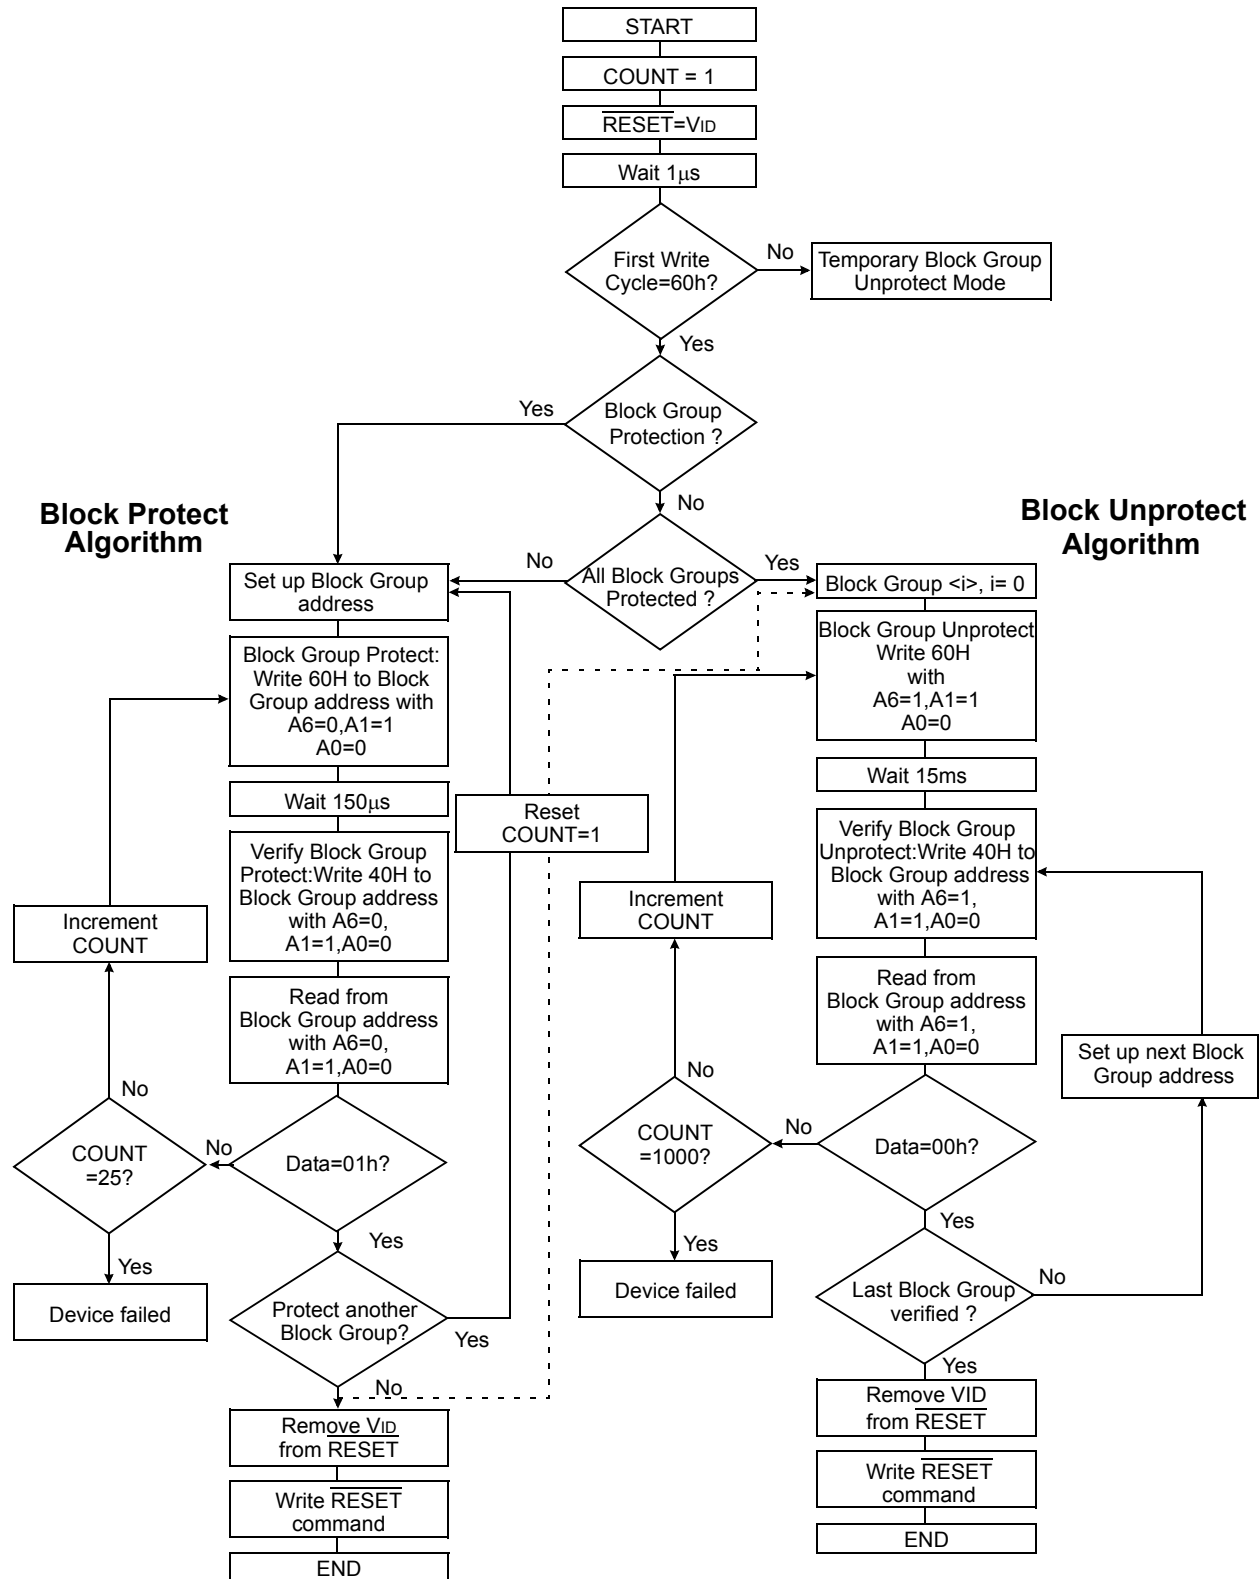 START
COUNT = 1
RESET=VID
Wait 1μs
First Write
Cycle=60h?
No
Temporary Block Group
Unprotect Mode
Yes
Block Group
Protection ?
Yes
No
Block Protect
Algorithm
Block Unprotect
Algorithm
All Block Groups
Protected ?
No
Yes
Set up Block Group
address
Block Group Protect:
Write 60H to Block
Group address with
A6=0,A1=1
A0=0
Wait 150μs
Reset
COUNT=1
Verify Block Group
Protect:Write 40H to
Block Group address
with A6=0,
A1=1,A0=0
Increment
COUNT
Read from
Block Group address
with A6=0,
A1=1,A0=0
No
COUNT
=25?
No
Data=01h?
Yes
Yes
Device failed
Protect another
Block Group?
Yes
No
Remove VID
from RESET
Write RESET
command
END
Block Group <i>, i= 0
Block Group Unprotect
Write 60H
with
A6=1,A1=1
A0=0
Wait 15ms
Verify Block Group
Unprotect:Write 40H to
Block Group address
with A6=1,
A1=1,A0=0
Increment
COUNT
Read from
Block Group address
with A6=1,
A1=1,A0=0
Set up next Block
Group address
No
COUNT
=1000?
No
Data=00h?
Yes
Yes
Device failed
Last Block Group
verified ?
No
Yes
Remove VID
from RESET
Write RESET
command
END